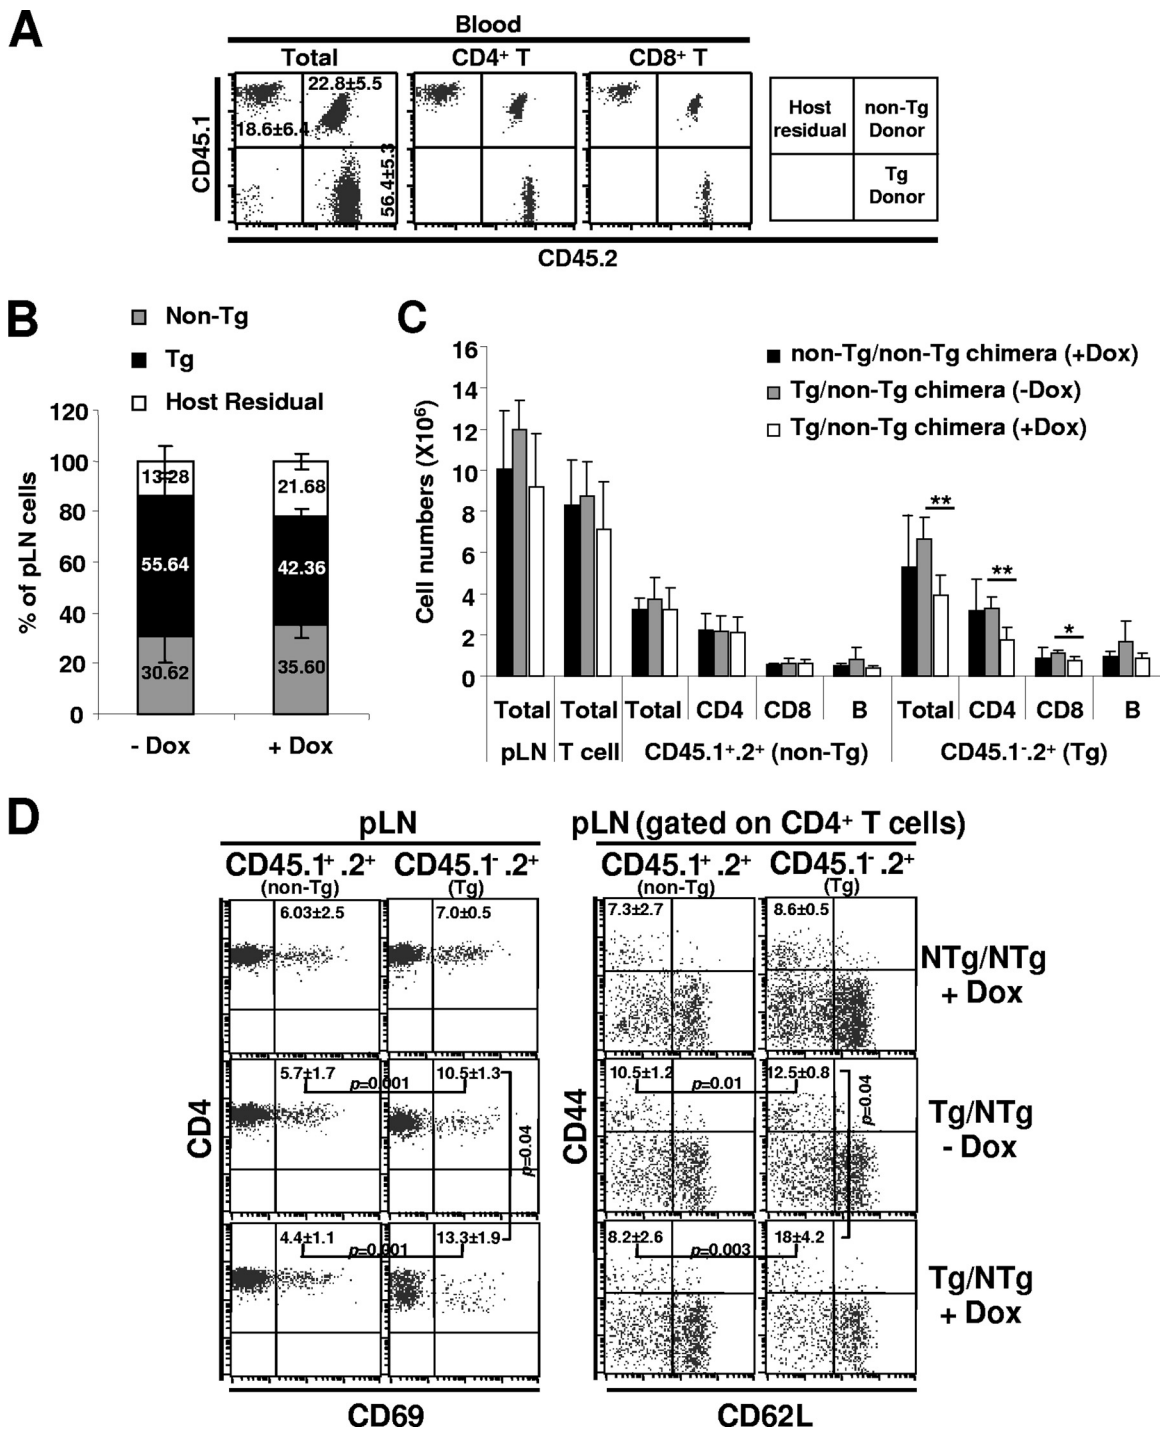 A
Blood
Total
CD4⁺ T
CD8⁺ T
22.8±5.5
18.6±6.4
56.4±5.3
CD45.1
Host residual
non-Tg Donor
Tg Donor
CD45.2
B
Non-Tg
Tg
Host Residual
% of pLN cells
120
100
80
60
40
20
0
13.28
55.64
30.62
21.68
42.36
35.60
- Dox
+ Dox
C
non-Tg/non-Tg chimera (+Dox)
Tg/non-Tg chimera (-Dox)
Tg/non-Tg chimera (+Dox)
Cell numbers (X10⁶)
16
14
12
10
8
6
4
2
0
**
**
*
Total Total Total CD4 CD8 B Total CD4 CD8 B
pLN T cell CD45.1⁺.2⁺ (non-Tg) CD45.1⁻.2⁺ (Tg)
D
pLN
CD45.1⁺.2⁺ CD45.1⁻.2⁺
(non-Tg) (Tg)
6.03±2.5
7.0±0.5
5.7±1.7
p=0.001
10.5±1.3
p=0.04
4.4±1.1
p=0.001
13.3±1.9
CD4
CD69
pLN (gated on CD4⁺ T cells)
CD45.1⁺.2⁺ CD45.1⁻.2⁺
(non-Tg) (Tg)
7.3±2.7
8.6±0.5
NTg/NTg
+ Dox
10.5±1.2
p=0.01
12.5±0.8
p=0.04
Tg/NTg
- Dox
8.2±2.6
p=0.003
18±4.2
Tg/NTg
+ Dox
CD44
CD62L